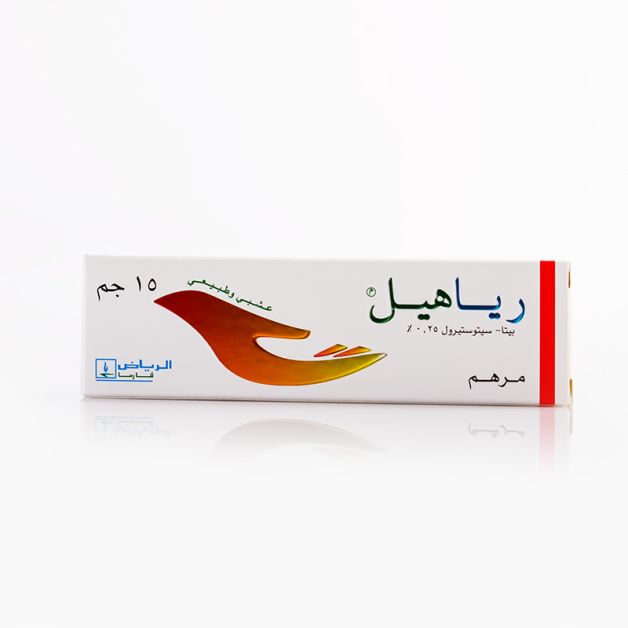 رياهيل
م
بيتا- سيتوستيرول ٠,٢٥ ٪
مرهم
عشبي وطبيعي
١٥ جم
الرياض
فارما